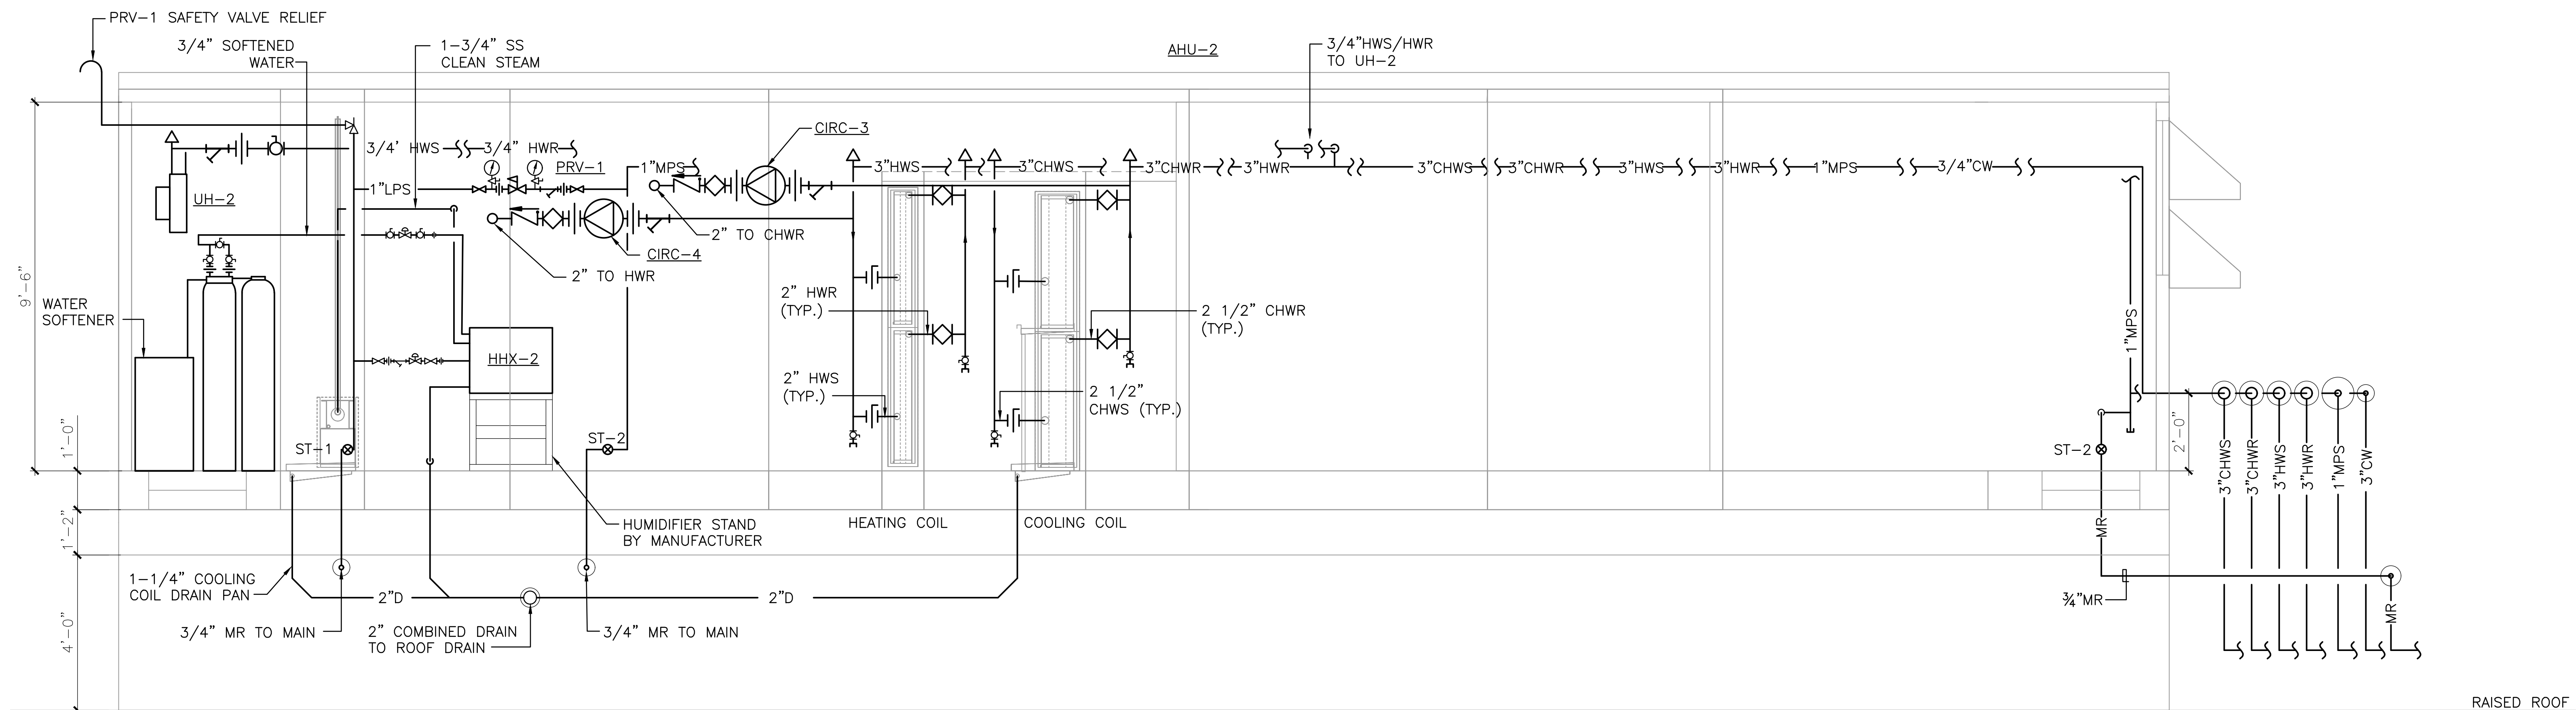 PRV-1 SAFETY VALVE RELIEF
3/4" SOFTENED
WATER
1-3/4" SS
CLEAN STEAM
AHU-2
3/4"HWS/HWR
TO UH-2
CIRC-3
3/4' HWS
3/4" HWR
PRV-1
1"MPS
3"HWS
3"CHWS
3"CHWR
3"HWR
3"CHWS
3"CHWR
3"HWS
3"HWR
1"MPS
3/4"CW
1"LPS
UH-2
2" TO CHWR
CIRC-4
2" TO HWR
9'-6"
WATER
SOFTENER
2" HWR
(TYP.)
2 1/2" CHWR
(TYP.)
1"MPS
HHX-2
2" HWS
(TYP.)
2 1/2"
CHWS (TYP.)
1'-0"
ST-1
ST-2
ST-2
2'-0"
3"CHWS
3"CHWR
3"HWS
3"HWR
1"MPS
3"CW
1'-2"
HUMIDIFIER STAND
BY MANUFACTURER
HEATING COIL
COOLING COIL
MR
1-1/4" COOLING
COIL DRAIN PAN
2"D
2"D
¾"MR
MR
4'-0"
3/4" MR TO MAIN
2" COMBINED DRAIN
TO ROOF DRAIN
3/4" MR TO MAIN
RAISED ROOF